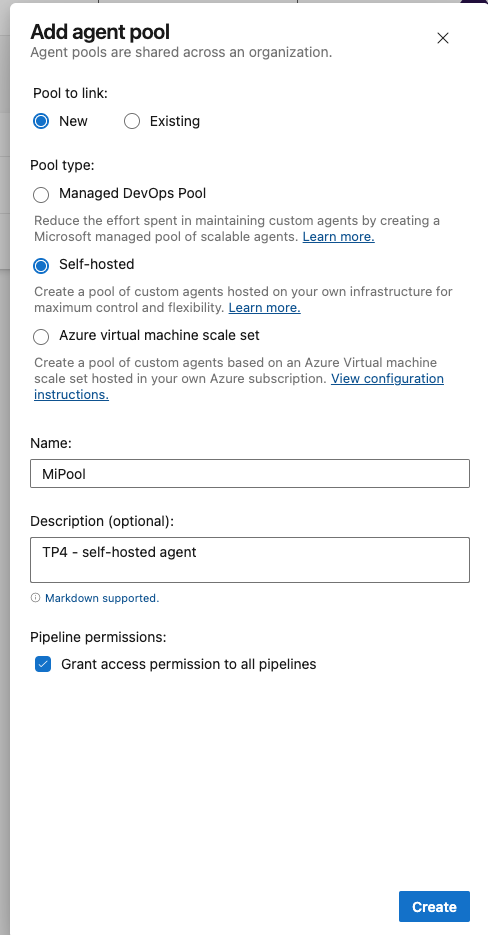 Add agent pool
Agent pools are shared across an organization.
Pool to link:
New
Existing
Pool type:
Managed DevOps Pool
Reduce the effort spent in maintaining custom agents by creating a
Microsoft managed pool of scalable agents. Learn more.
Self-hosted
Create a pool of custom agents hosted on your own infrastructure for
maximum control and flexibility. Learn more.
Azure virtual machine scale set
Create a pool of custom agents based on an Azure Virtual machine
scale set hosted in your own Azure subscription. View configuration
instructions.
Name:
MiPool
Description (optional):
TP4 - self-hosted agent
Markdown supported.
Pipeline permissions:
Grant access permission to all pipelines
Create